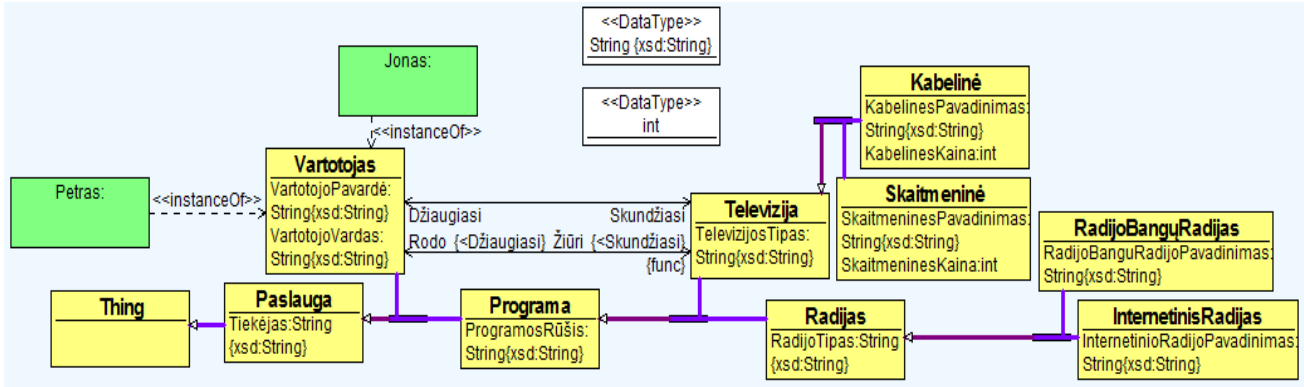 <<DataType>>
String {xsd:String}
Jonas:
<<DataType>>
int
<<instanceOf>>
Petras:
<<instanceOf>>
Vartotojas
VartotojoPavardė:
String{xsd:String}
VartotojoVardas:
String{xsd:String}
Džiaugiasi
Skundžiasi
Rodo {<Džiaugiasi}
Žiūri {<Skundžiasi}
{func}
Televizija
TelevizijosTipas:
String{xsd:String}
Kabelinė
KabelinesPavadinimas:
String{xsd:String}
KabelinesKaina:int
Skaitmeninė
SkaitmeninesPavadinimas:
String{xsd:String}
SkaitmeninesKaina:int
RadijoBangųRadijas
RadijoBanguRadijoPavadinimas:
String{xsd:String}
Thing
Paslauga
Tiekėjas:String
{xsd:String}
Programa
ProgramosRūšis:
String{xsd:String}
Radijas
RadijoTipas:String
{xsd:String}
InternetinisRadijas
InternetinioRadijoPavadinimas:
String{xsd:String}